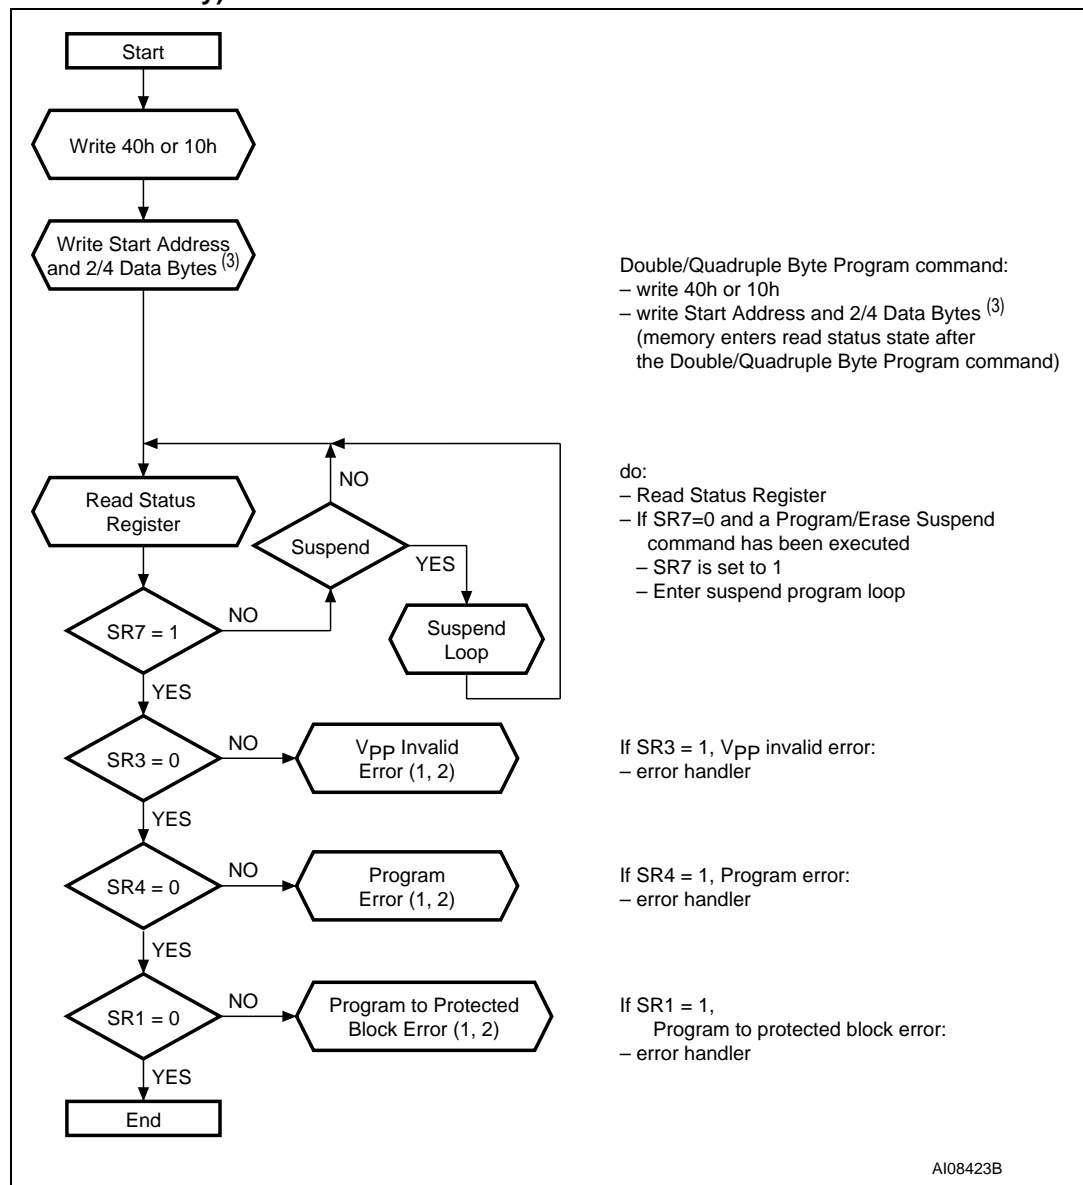 y)
Start
Write 40h or 10h
Write Start Address
and 2/4 Data Bytes (3)
Double/Quadruple Byte Program command:
– write 40h or 10h
– write Start Address and 2/4 Data Bytes (3)
(memory enters read status state after
the Double/Quadruple Byte Program command)
NO
Read Status
Register
Suspend
YES
do:
– Read Status Register
– If SR7=0 and a Program/Erase Suspend
command has been executed
– SR7 is set to 1
– Enter suspend program loop
SR7 = 1
NO
Suspend
Loop
YES
SR3 = 0
NO
VPP Invalid
Error (1, 2)
If SR3 = 1, VPP invalid error:
– error handler
YES
SR4 = 0
NO
Program
Error (1, 2)
If SR4 = 1, Program error:
– error handler
YES
SR1 = 0
NO
Program to Protected
Block Error (1, 2)
If SR1 = 1,
Program to protected block error:
– error handler
YES
End
AI08423B